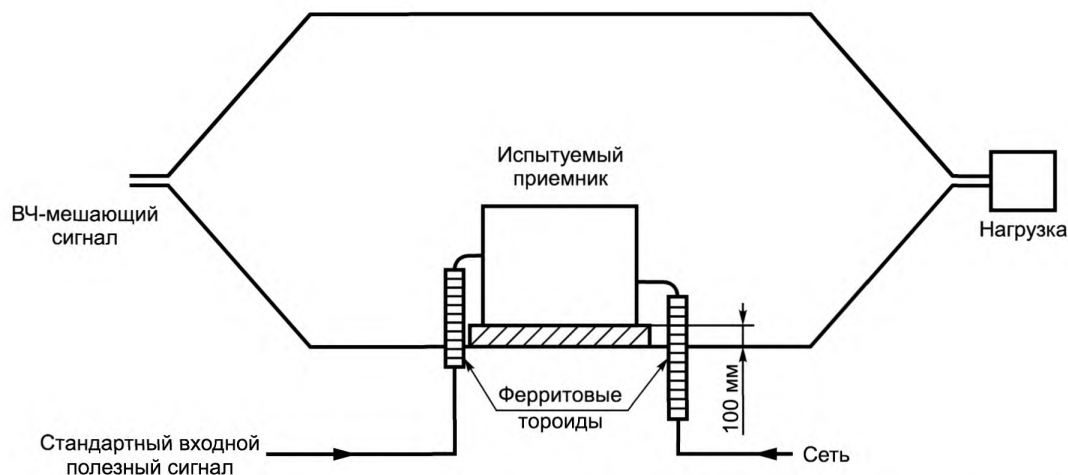 Испытуемый
приемник
ВЧ-мешающий
сигнал
Нагрузка
Ферритовые
тороиды
100 мм
Стандартный входной
полезный сигнал
Сеть